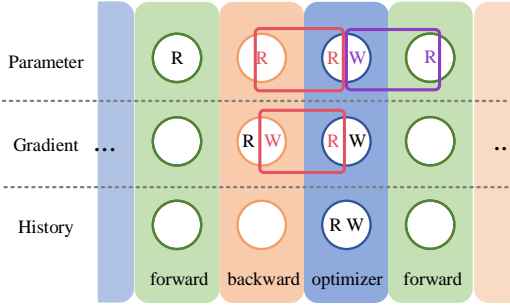 Parameter R R R W R
Gradient ... R W R W ..
History R W
forward backward optimizer forward